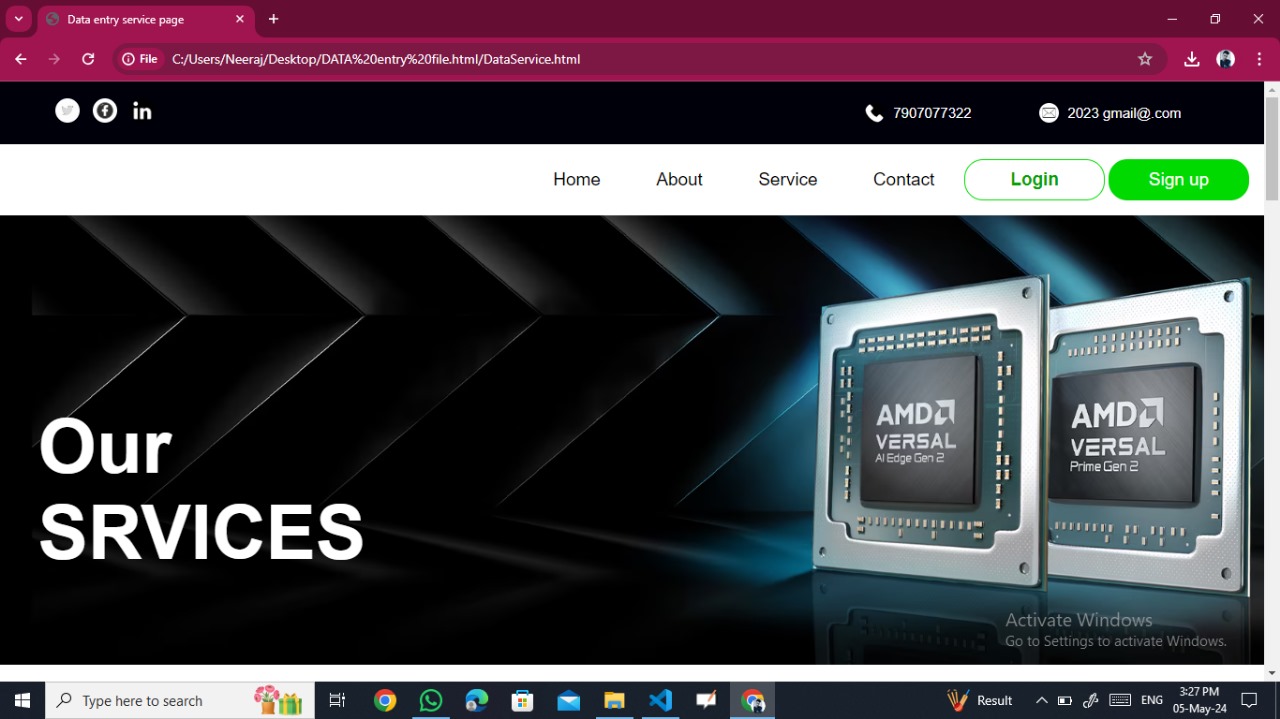 Data entry service page
File
C:/Users/Neeraj/Desktop/DATA%20entry%20file.html/DataService.html
in
7907077322
2023 gmail@.com
Home
About
Service
Contact
Login
Sign up
Our
SRVICES
AMD
VERSAL
AI Edge Gen 2
AMD
VERSAL
Prime Gen 2
Activate Windows
Go to Settings to activate Windows.
Type here to search
Result
ENG
3:27 PM
05-May-24